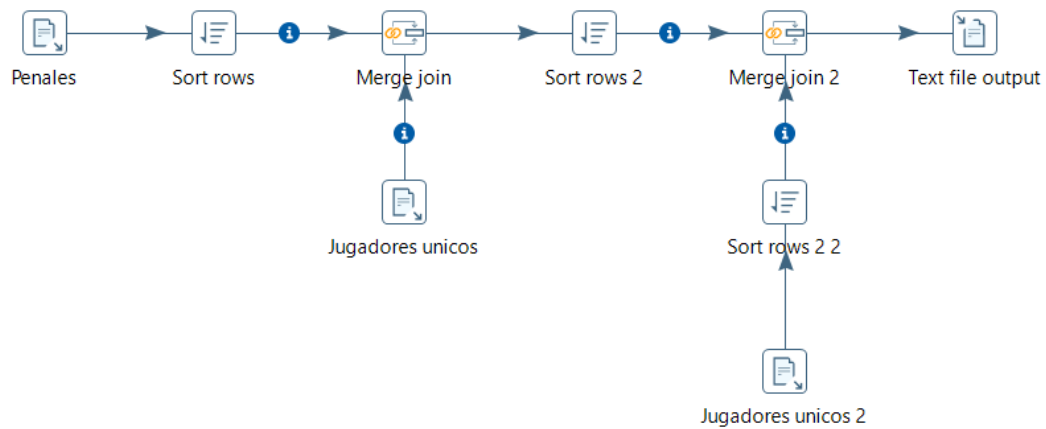 Penales
Sort rows
Merge join
Sort rows 2
Merge join 2
Text file output
Jugadores unicos
Sort rows 2 2
Jugadores unicos 2